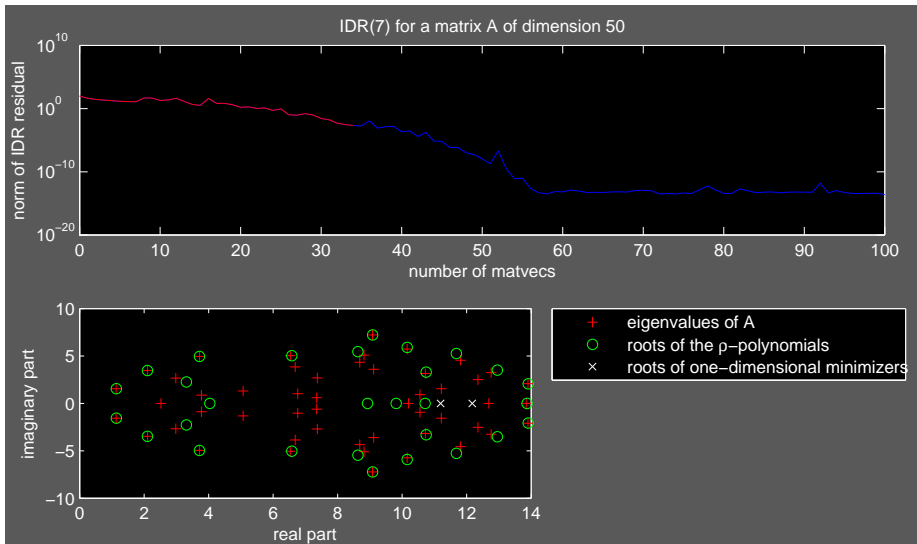 IDR(7) for a matrix A of dimension 50
norm of IDR residual
10^10
10^0
10^−10
10^−20
0 10 20 30 40 50 60 70 80 90 100
number of matvecs
imaginary part
10
5
0
−5
−10
0 2 4 6 8 10 12 14
real part
eigenvalues of A
roots of the ρ−polynomials
roots of one−dimensional minimizers